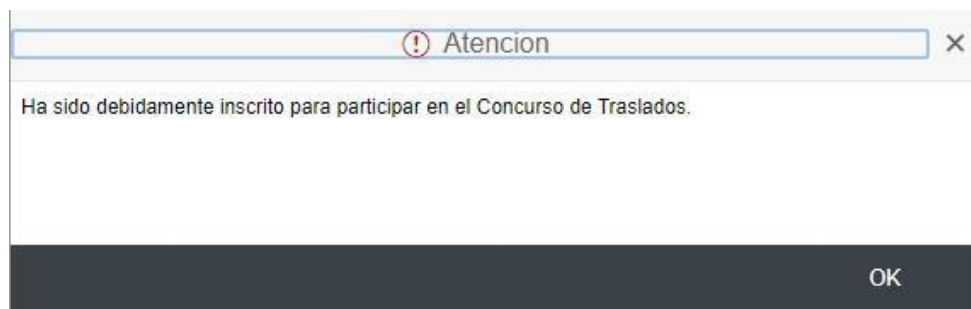 Atencion
Ha sido debidamente inscrito para participar en el Concurso de Traslados.
OK